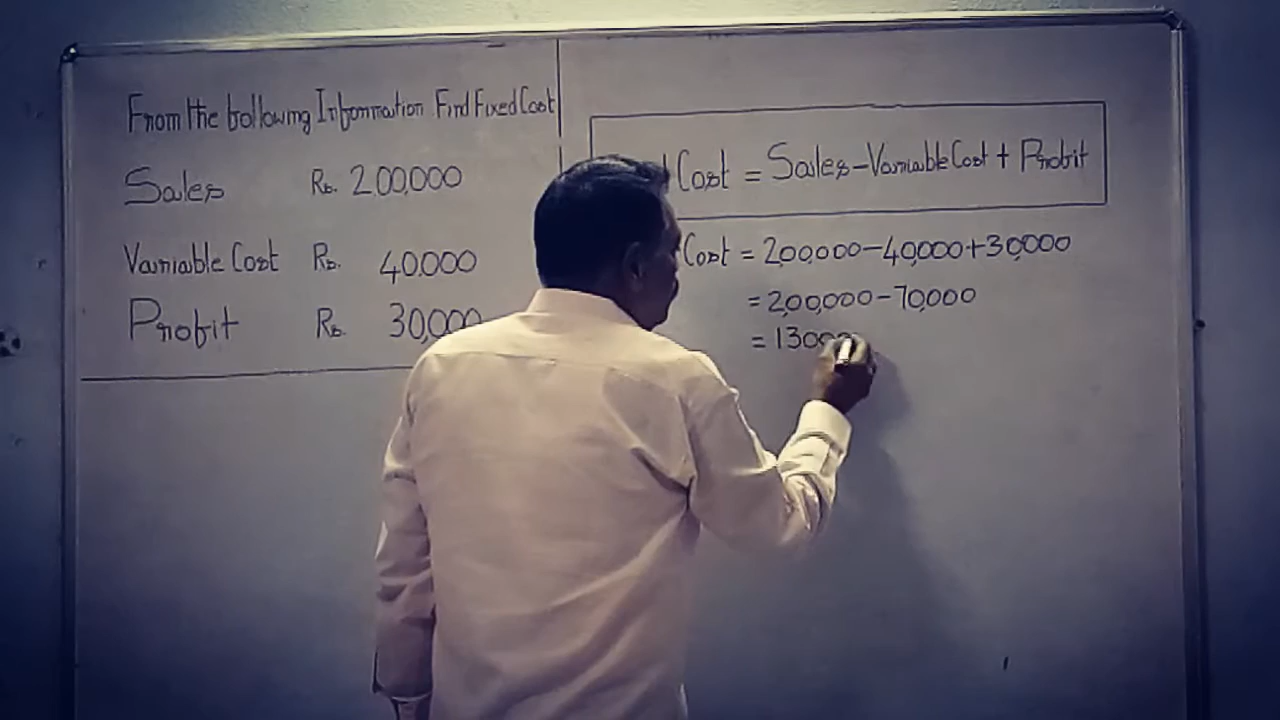 From the following Information Find Fixed Cost
Sales Rs. 2,00,000
Variable Cost Rs. 40,000
Profit Rs. 30,000
Cost = Sales - Variable Cost + Profit
Cost = 2,00,000 - 40,000 + 30,000
= 2,00,000 - 70,000
= 13000